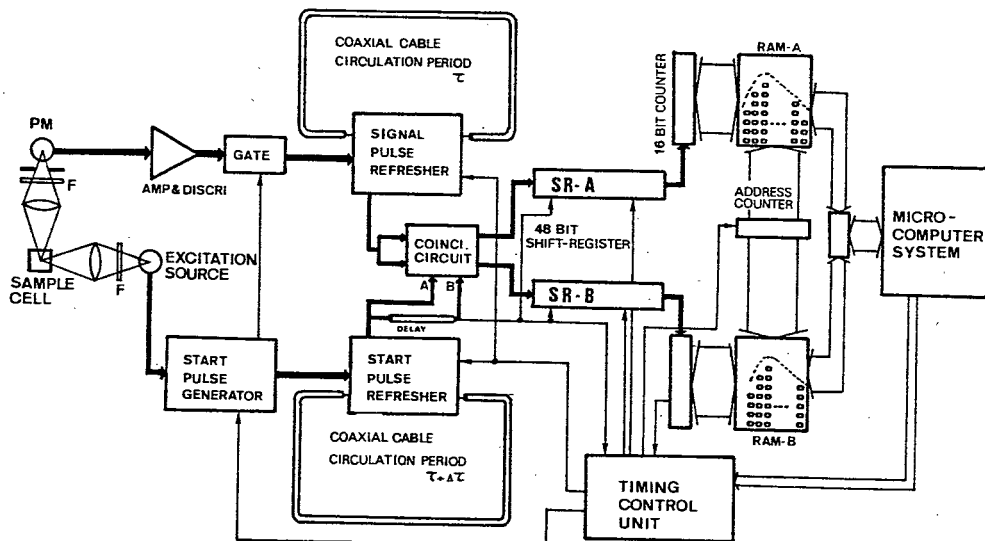 COAXIAL CABLE
CIRCULATION PERIOD
τ
PM
F
AMP & DISCRI
GATE
SIGNAL
PULSE
REFRESHER
SAMPLE
CELL
F
EXCITATION
SOURCE
COINCI.
CIRCUIT
A
B
DELAY
SR-A
48 BIT
SHIFT-REGISTER
SR-B
16 BIT COUNTER
RAM-A
ADDRESS
COUNTER
RAM-B
MICRO-
COMPUTER
SYSTEM
START
PULSE
GENERATOR
START
PULSE
REFRESHER
COAXIAL CABLE
CIRCULATION PERIOD
τ+Δτ
TIMING
CONTROL
UNIT